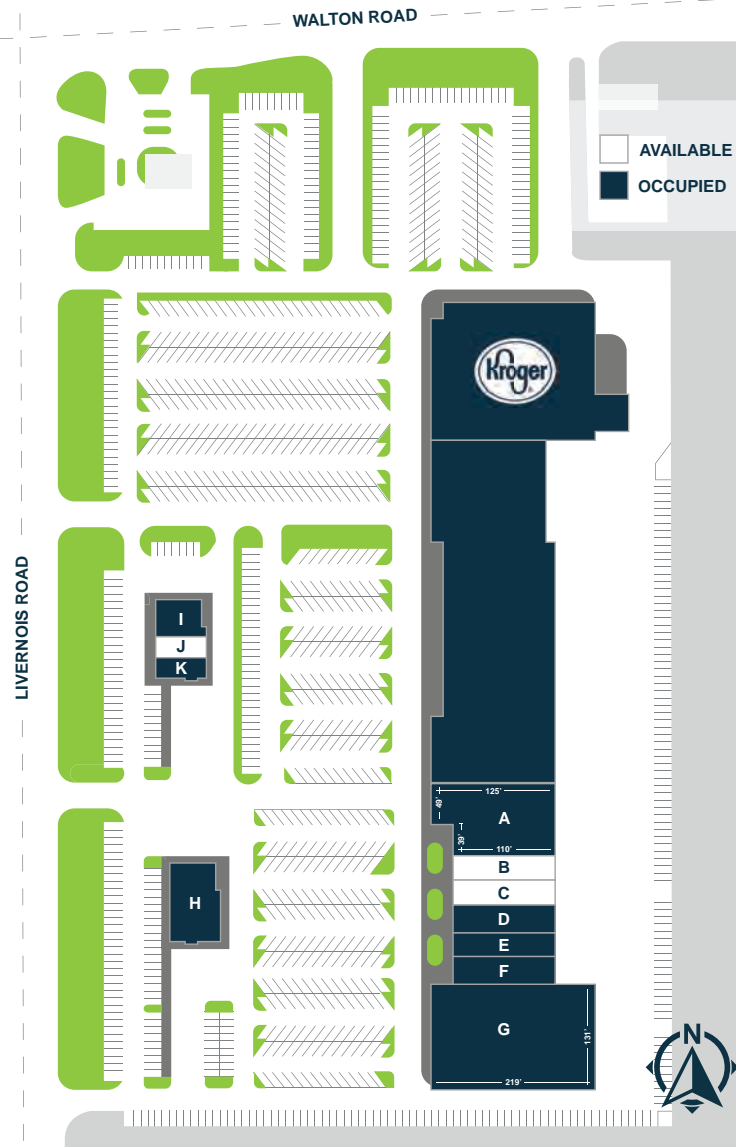 WALTON ROAD
AVAILABLE
OCCUPIED
Kroger
LIVERNOIS ROAD
I
J
K
125'
49'
A
39'
110'
B
C
D
E
F
H
G
131'
219'
N